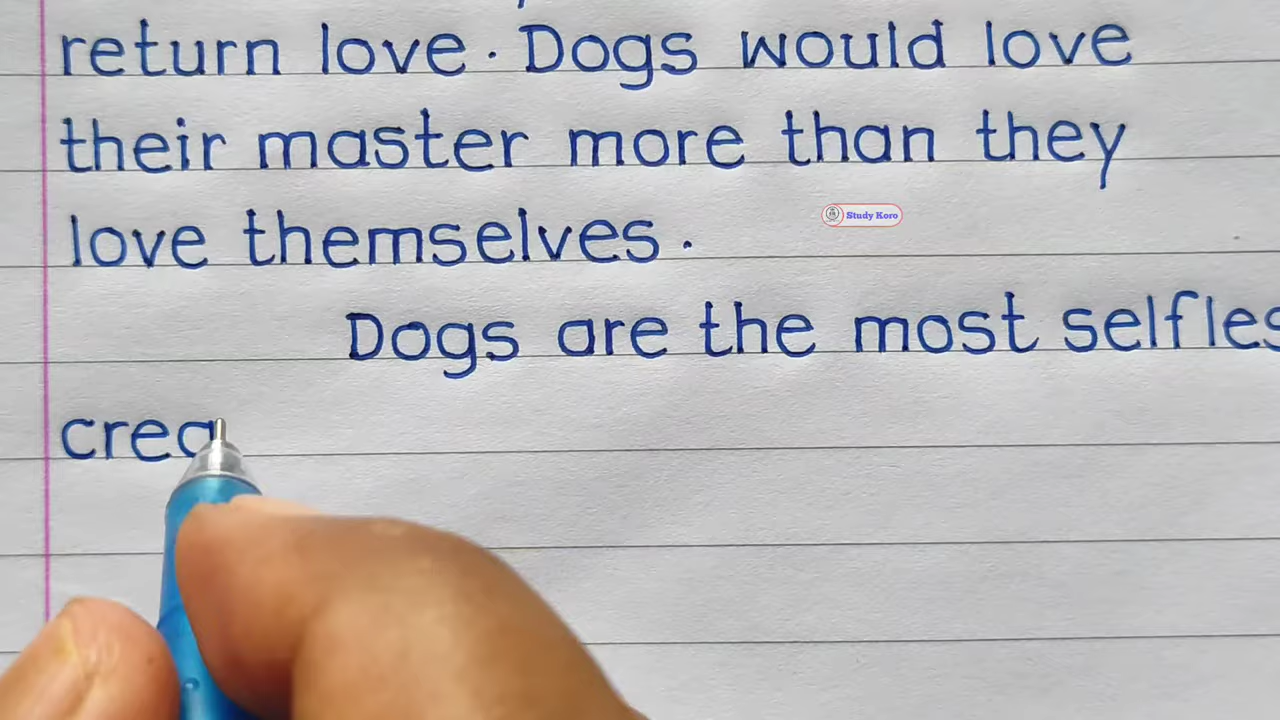 return love. Dogs would love
their master more than they
Study Koro
love themselves.
Dogs are the most selfles
crea